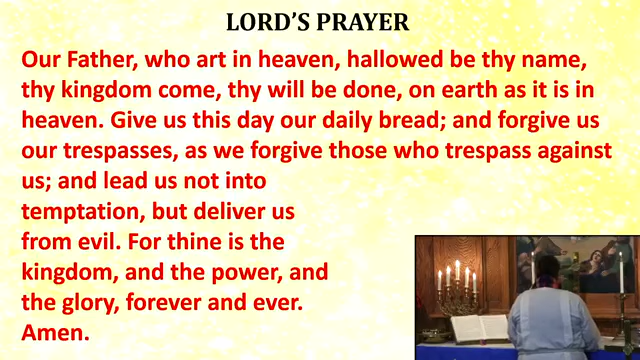 LORD’S PRAYER
Our Father, who art in heaven, hallowed be thy name,
thy kingdom come, thy will be done, on earth as it is in
heaven. Give us this day our daily bread; and forgive us
our trespasses, as we forgive those who trespass against
us; and lead us not into
temptation, but deliver us
from evil. For thine is the
kingdom, and the power, and
the glory, forever and ever.
Amen.